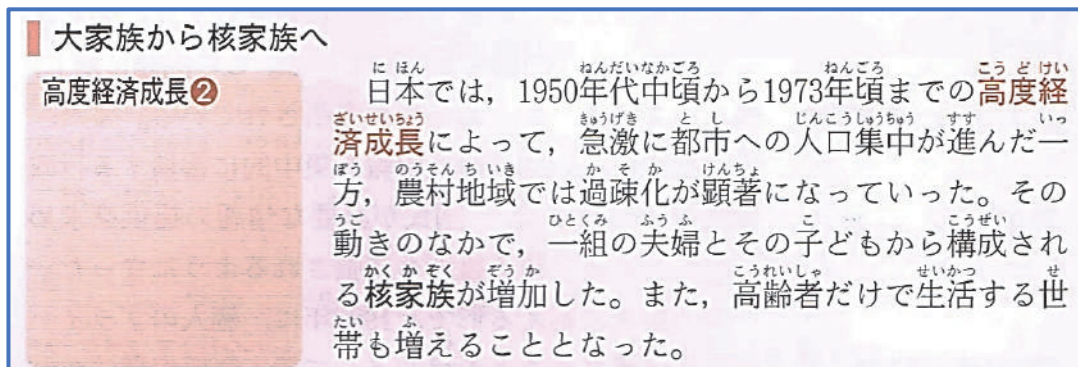 大家族から核家族へ
高度経済成長❷
日本では，1950年代中頃から1973年頃までの高度経
済成長によって，急激に都市への人口集中が進んだ一
方，農村地域では過疎化が顕著になっていった。その
動きのなかで，一組の夫婦とその子どもから構成され
る核家族が増加した。また，高齢者だけで生活する世
帯も増えることとなった。